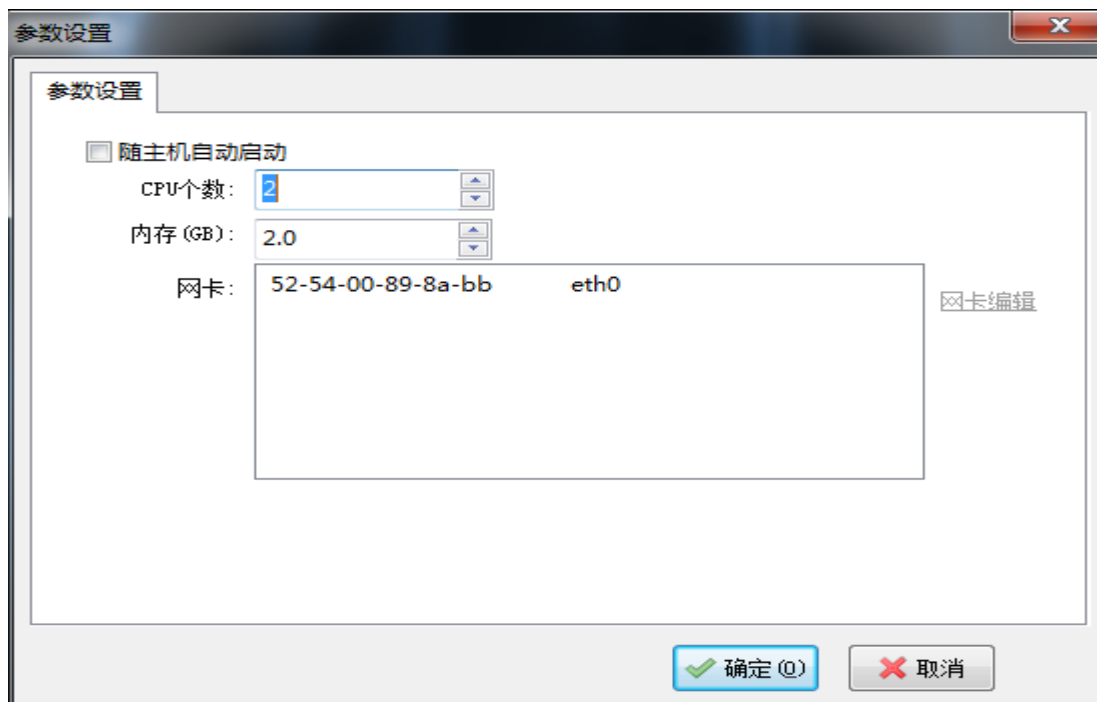 参数设置
参数设置
随主机自动启动
CPU个数: 2
内存(GB): 2.0
网卡: 52-54-00-89-8a-bb eth0
网卡编辑
确定(O) 取消